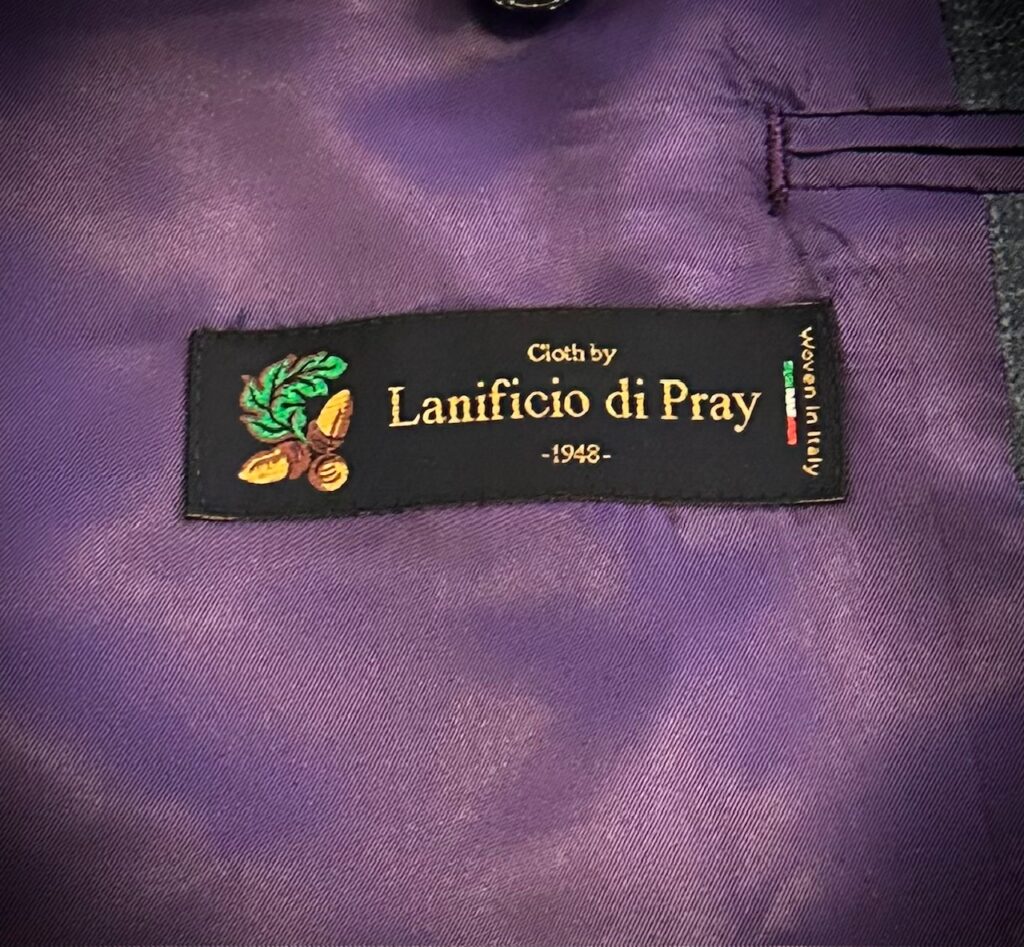 Cloth by
Lanificio di Pray
-1948-
Woven in Italy